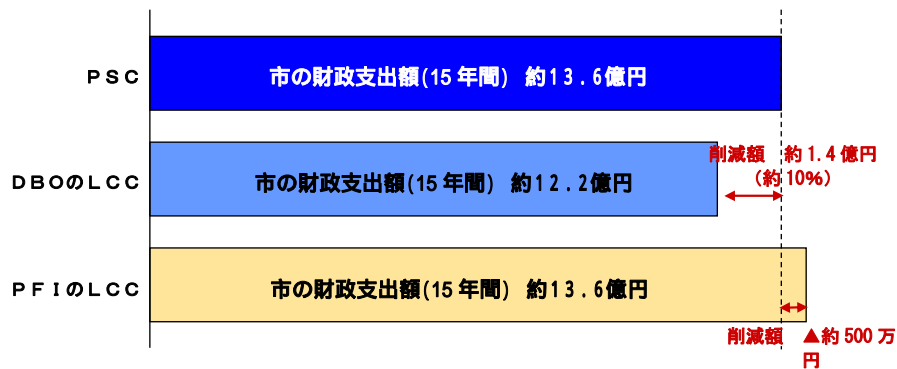 ＰＳＣ
市の財政支出額(15年間) 約１３.６億円
ＤＢＯのＬＣＣ
市の財政支出額(15年間) 約１２.２億円
削減額　約１.４億円
（約10％）
ＰＦＩのＬＣＣ
市の財政支出額(15年間) 約１３.６億円
削減額　▲約500万
円